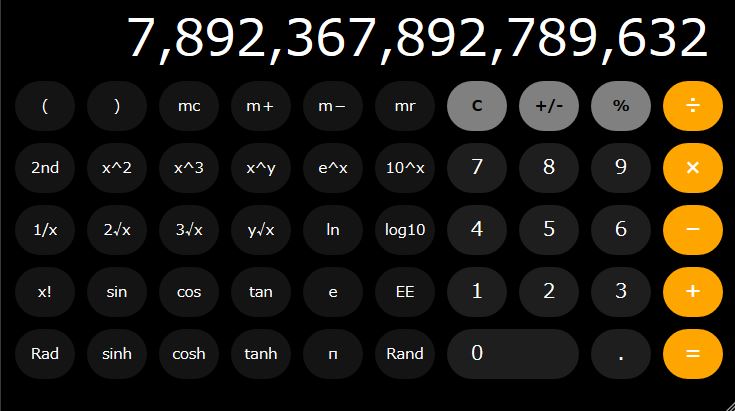 7,892,367,892,789,632
( ) mc m+ m− mr C +/- % ÷
2nd x^2 x^3 x^y e^x 10^x 7 8 9 ×
1/x 2√x 3√x y√x ln log10 4 5 6 −
x! sin cos tan e EE 1 2 3 +
Rad sinh cosh tanh п Rand 0 . =